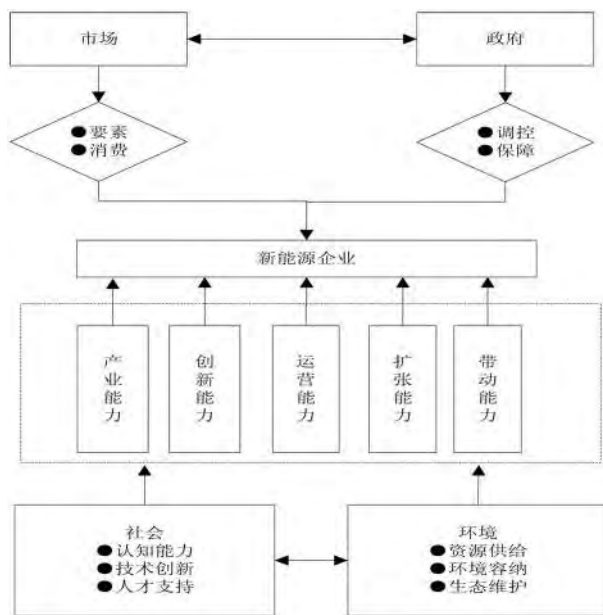 市场
政府
●要素
●消费
●调控
●保障
新能源企业
产业能力
创新能力
运营能力
扩张能力
带动能力
社会
●认知能力
●技术创新
●人才支持
环境
●资源供给
●环境容纳
●生态维护